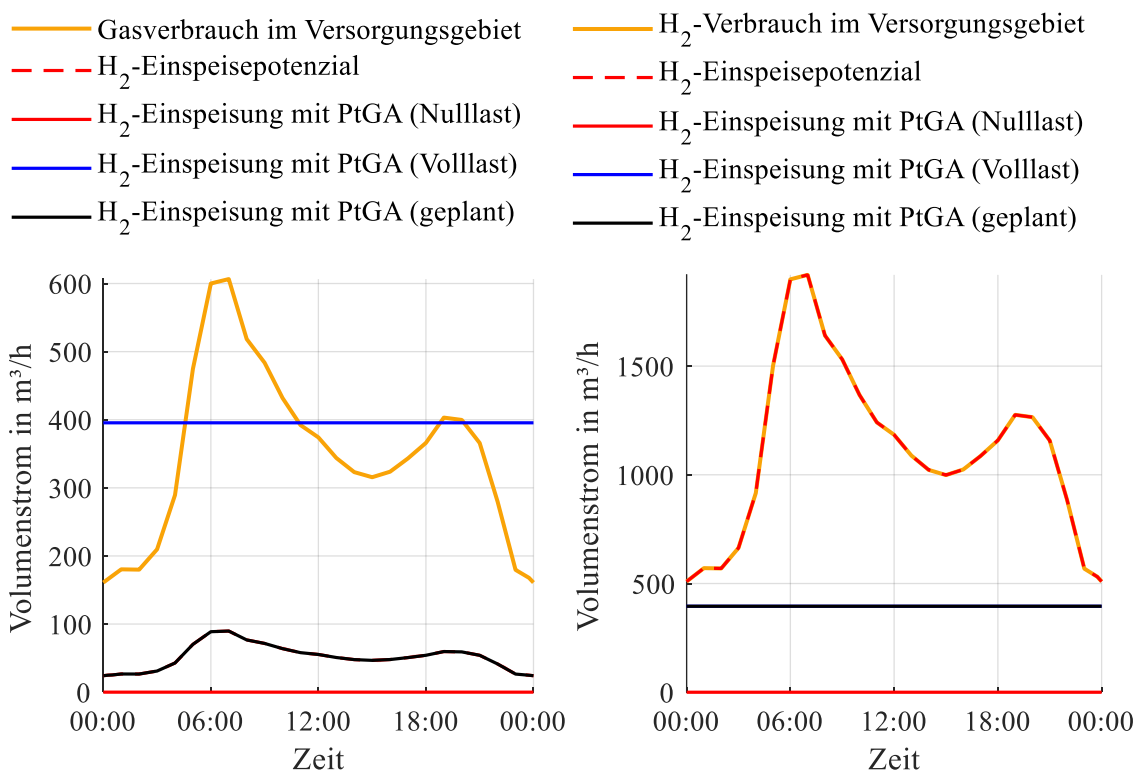 Gasverbrauch im Versorgungsgebiet
H₂-Einspeisepotenzial
H₂-Einspeisung mit PtGA (Nulllast)
H₂-Einspeisung mit PtGA (Volllast)
H₂-Einspeisung mit PtGA (geplant)
600
500
400
300
200
100
0
Volumenstrom in m³/h
00:00 06:00 12:00 18:00 00:00
Zeit
H₂-Verbrauch im Versorgungsgebiet
H₂-Einspeisepotenzial
H₂-Einspeisung mit PtGA (Nulllast)
H₂-Einspeisung mit PtGA (Volllast)
H₂-Einspeisung mit PtGA (geplant)
1500
1000
500
0
Volumenstrom in m³/h
00:00 06:00 12:00 18:00 00:00
Zeit